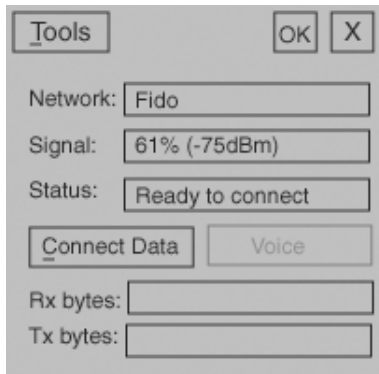 Tools OK X
Network: Fido
Signal: 61% (-75dBm)
Status: Ready to connect
Connect Data Voice
Rx bytes:
Tx bytes: